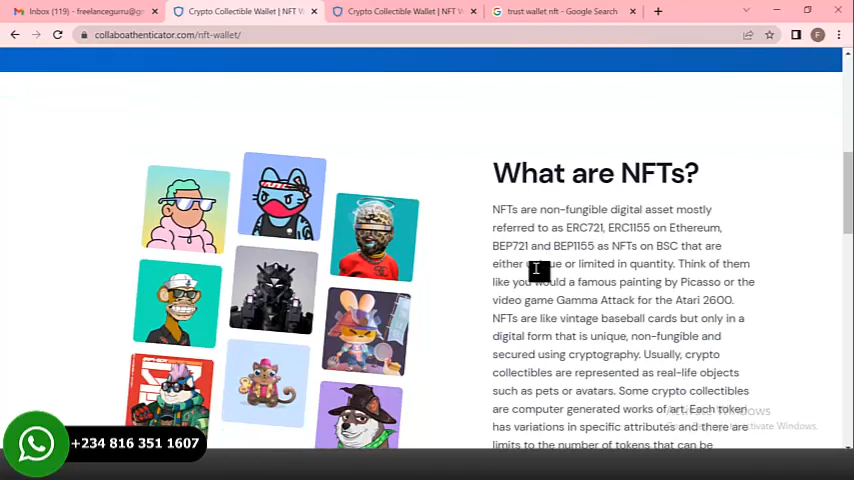 Inbox (119) - freelancegurru@g
Crypto Collectible Wallet | NFT W
Crypto Collectible Wallet | NFT W
trust wallet nft - Google Search
collaboathenticator.com/nft-wallet/
F
What are NFTs?
NFTs are non-fungible digital asset mostly
referred to as ERC721, ERC1155 on Ethereum,
BEP721 and BEP1155 as NFTs on BSC that are
either or limited in quantity. Think of them
like you would a famous painting by Picasso or the
video game Gamma Attack for the Atari 2600.
NFTs are like vintage baseball cards but only in a
digital form that is unique, non-fungible and
secured using cryptography. Usually, crypto
collectibles are represented as real-life objects
such as pets or avatars. Some crypto collectibles
are computer generated works of art. Each token
has variations in specific attributes and there are
limits to the number of tokens that can be
Activate Windows
to activate Windows.
+234 816 351 1607